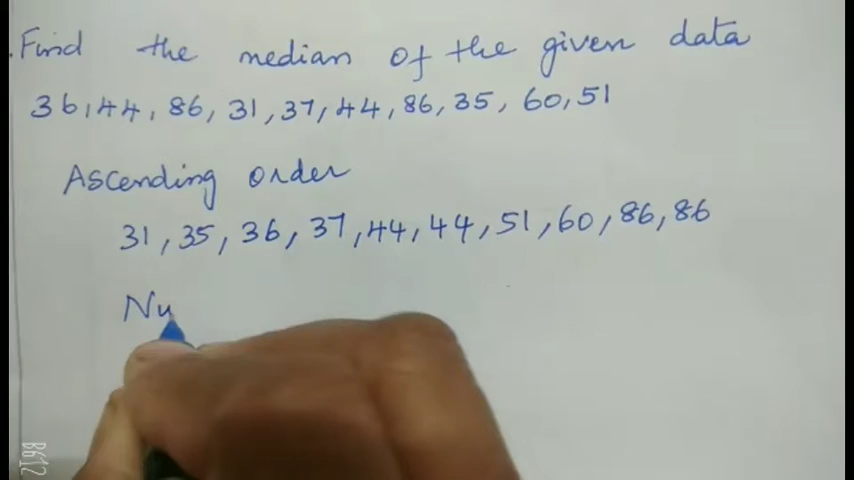 Find the median of the given data
36, 44, 86, 31, 37, 44, 86, 35, 60, 51
Ascending order
31, 35, 36, 37, 44, 44, 51, 60, 86, 86
Nu
B612